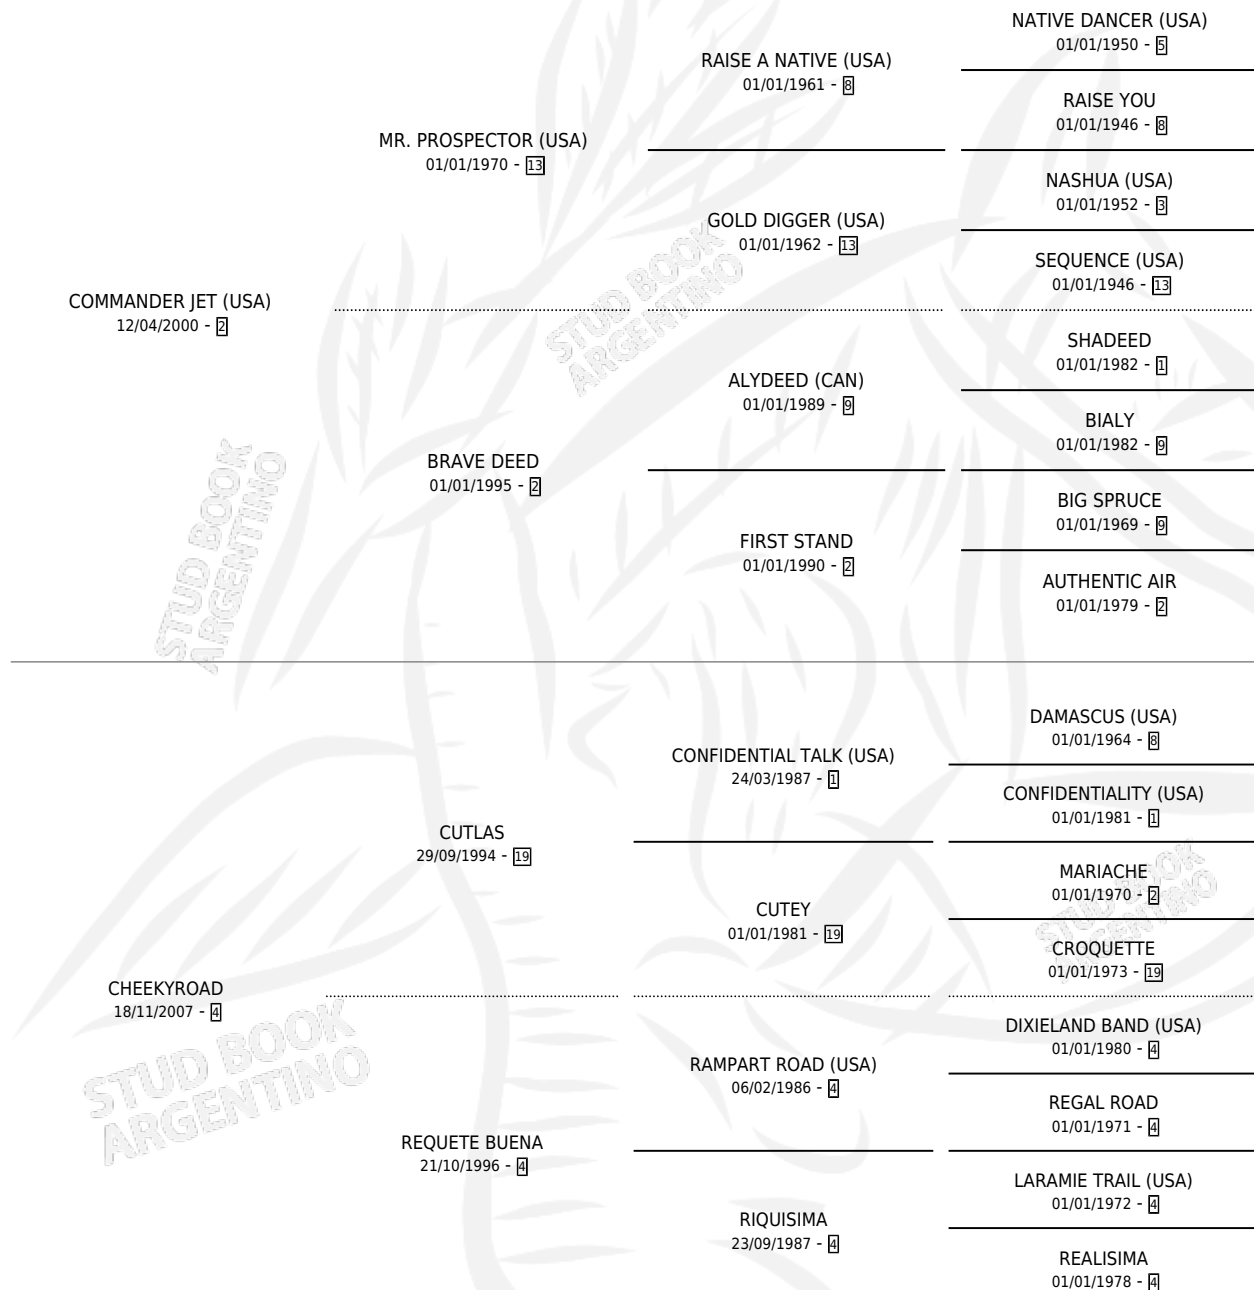 NATIVE DANCER (USA)
01/01/1950 - 5
RAISE A NATIVE (USA)
01/01/1961 - 8
RAISE YOU
01/01/1946 - 8
MR. PROSPECTOR (USA)
01/01/1970 - 13
NASHUA (USA)
01/01/1952 - 3
GOLD DIGGER (USA)
01/01/1962 - 13
SEQUENCE (USA)
01/01/1946 - 13
COMMANDER JET (USA)
12/04/2000 - 2
STUD BOOK
ARGENTINO
SHADEED
01/01/1982 - 1
ALYDEED (CAN)
01/01/1989 - 9
BIALY
01/01/1982 - 9
BRAVE DEED
01/01/1995 - 2
BIG SPRUCE
01/01/1969 - 9
FIRST STAND
01/01/1990 - 2
AUTHENTIC AIR
01/01/1979 - 2
STUD BOOK
ARGENTINO
DAMASCUS (USA)
01/01/1964 - 8
CONFIDENTIAL TALK (USA)
24/03/1987 - 1
CONFIDENTIALITY (USA)
01/01/1981 - 1
CUTLAS
29/09/1994 - 19
MARIACHE
01/01/1970 - 2
CUTEY
01/01/1981 - 19
CROQUETTE
01/01/1973 - 19
STUD BOOK
ARGENTINO
CHEEKYROAD
18/11/2007 - 4
DIXIELAND BAND (USA)
01/01/1980 - 4
RAMPART ROAD (USA)
06/02/1986 - 4
REGAL ROAD
01/01/1971 - 4
STUD BOOK
ARGENTINO
REQUETE BUENA
21/10/1996 - 4
LARAMIE TRAIL (USA)
01/01/1972 - 4
RIQUISIMA
23/09/1987 - 4
REALISIMA
01/01/1978 - 4